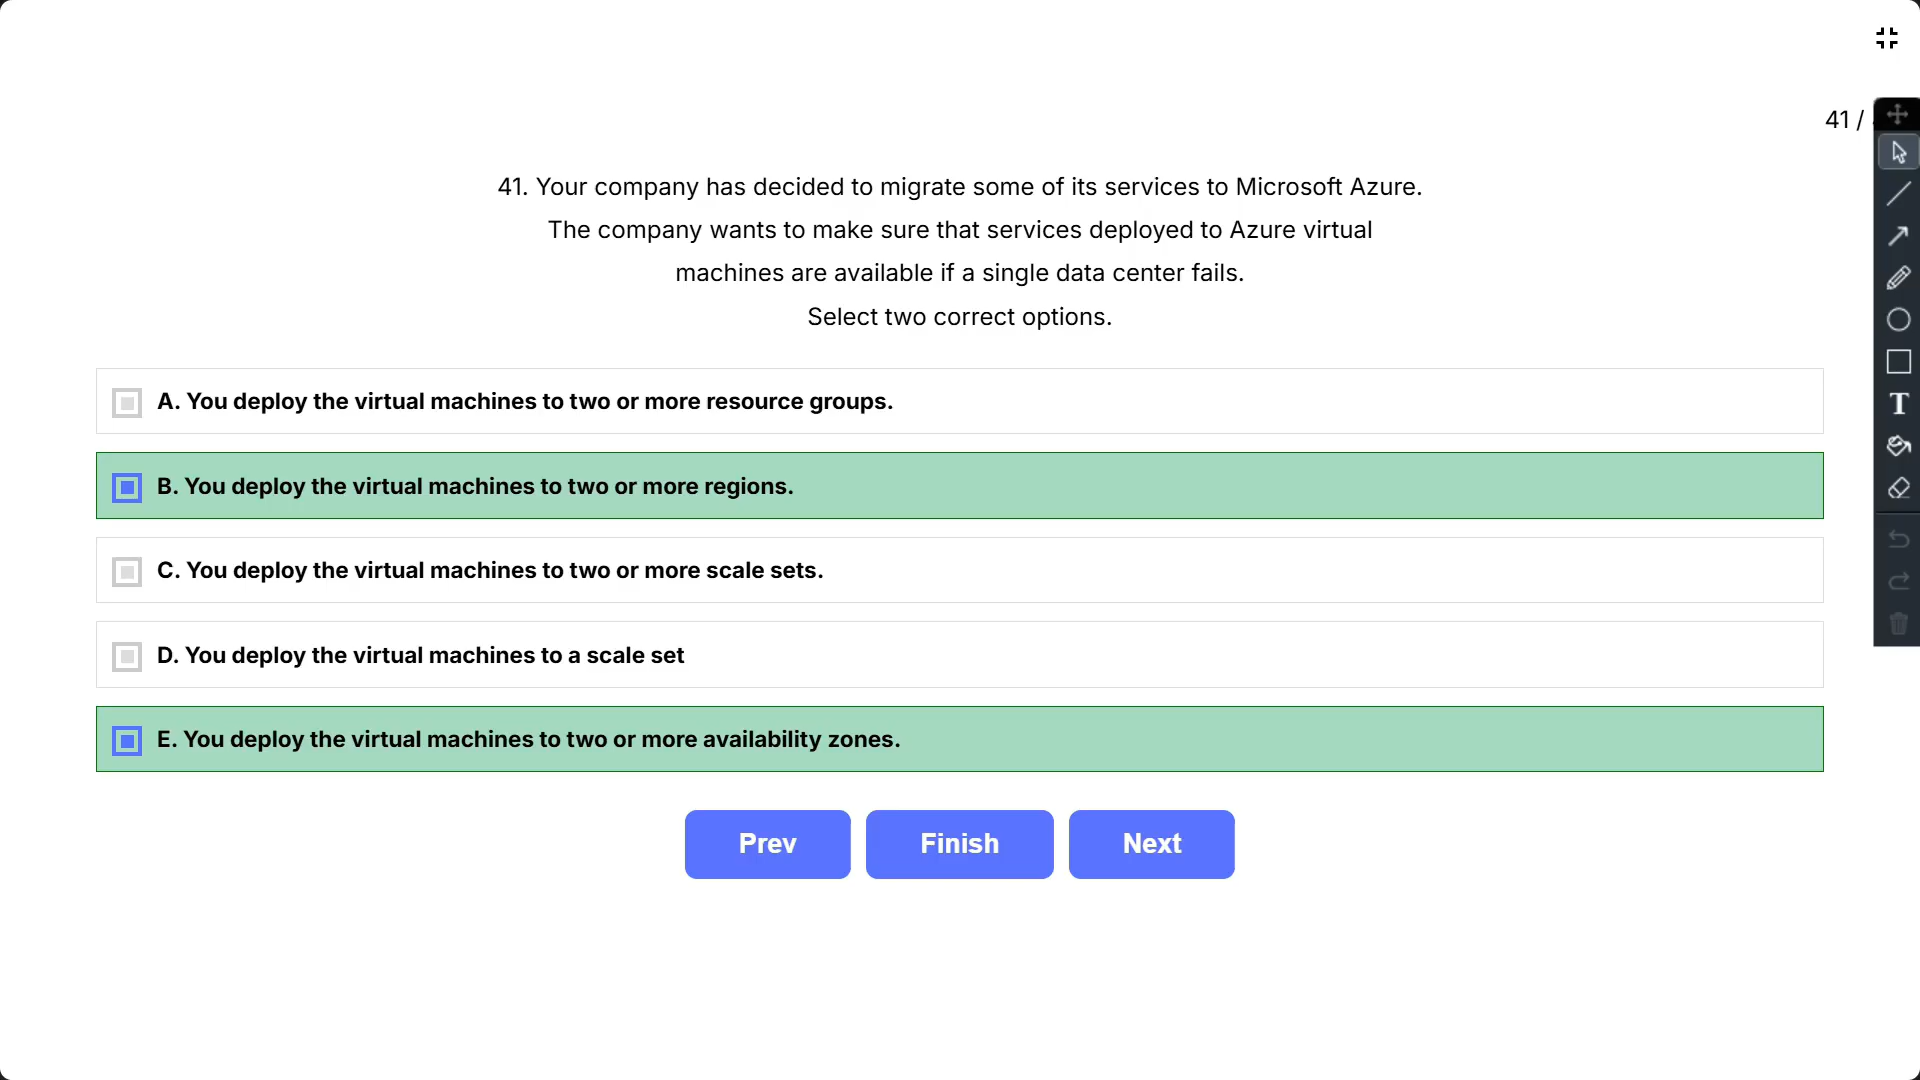 41 /
41. Your company has decided to migrate some of its services to Microsoft Azure.
The company wants to make sure that services deployed to Azure virtual
machines are available if a single data center fails.
Select two correct options.
A. You deploy the virtual machines to two or more resource groups.
B. You deploy the virtual machines to two or more regions.
C. You deploy the virtual machines to two or more scale sets.
D. You deploy the virtual machines to a scale set
E. You deploy the virtual machines to two or more availability zones.
Prev
Finish
Next
T